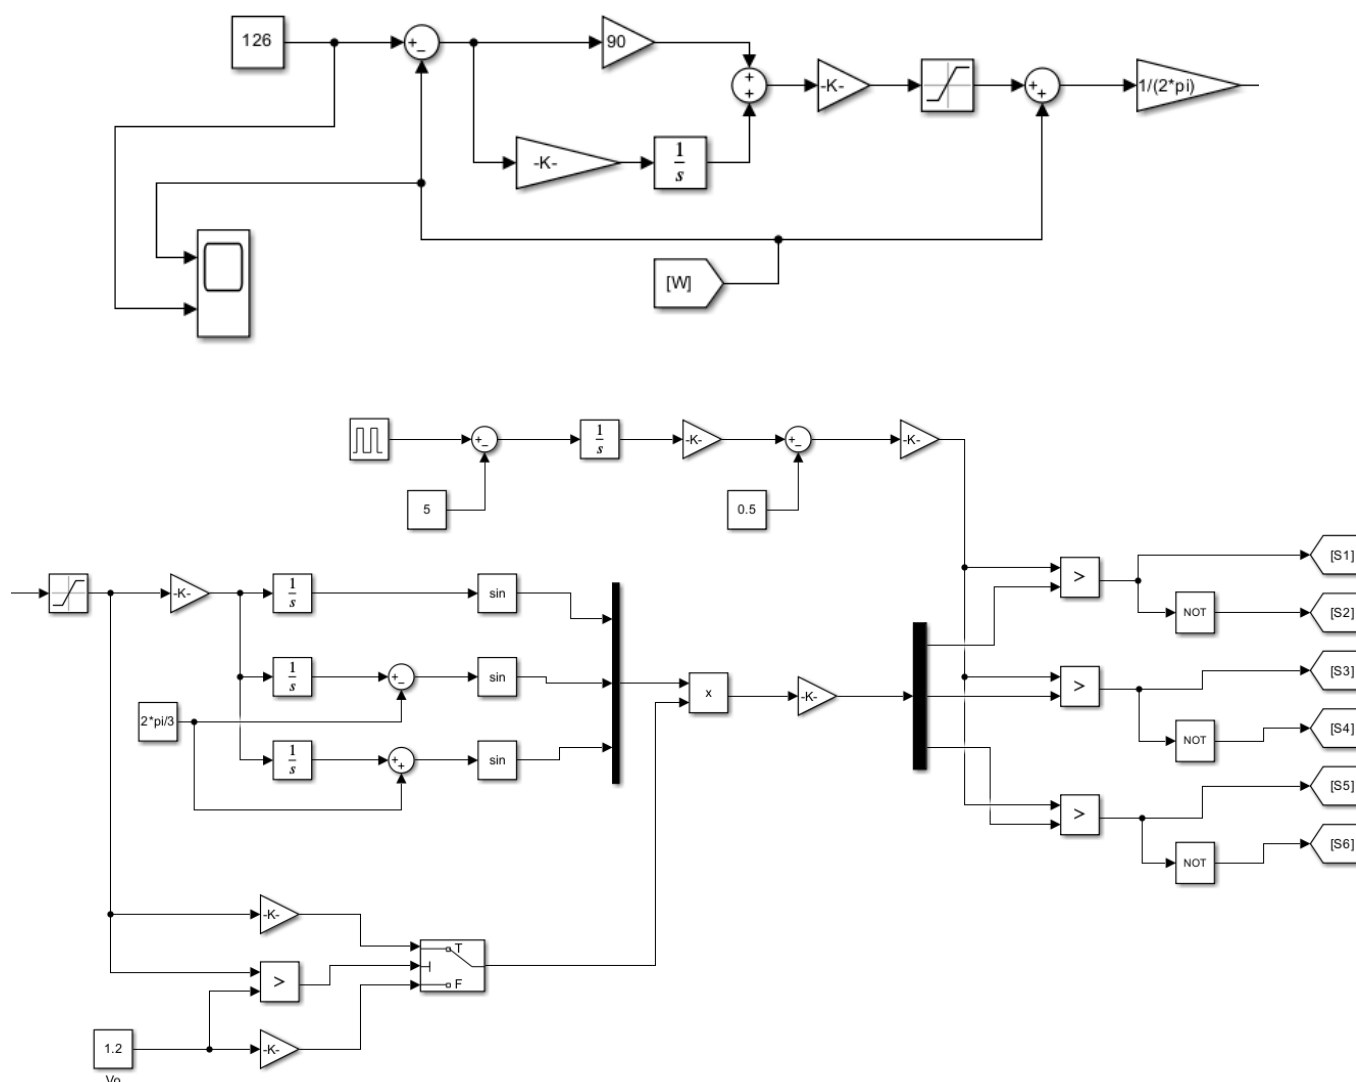 126
+
−
90
+
+
-K-
+
+
1/(2*pi)
-K-
1
s
[W]
+
−
1
s
-K-
+
−
-K-
5
0.5
>
[S1]
NOT
[S2]
-K-
1
s
sin
1
s
+
−
sin
>
[S3]
x
-K-
2*pi/3
NOT
[S4]
1
s
+
+
sin
[S5]
>
NOT
[S6]
-K-
T
>
F
1.2
-K-
Vo